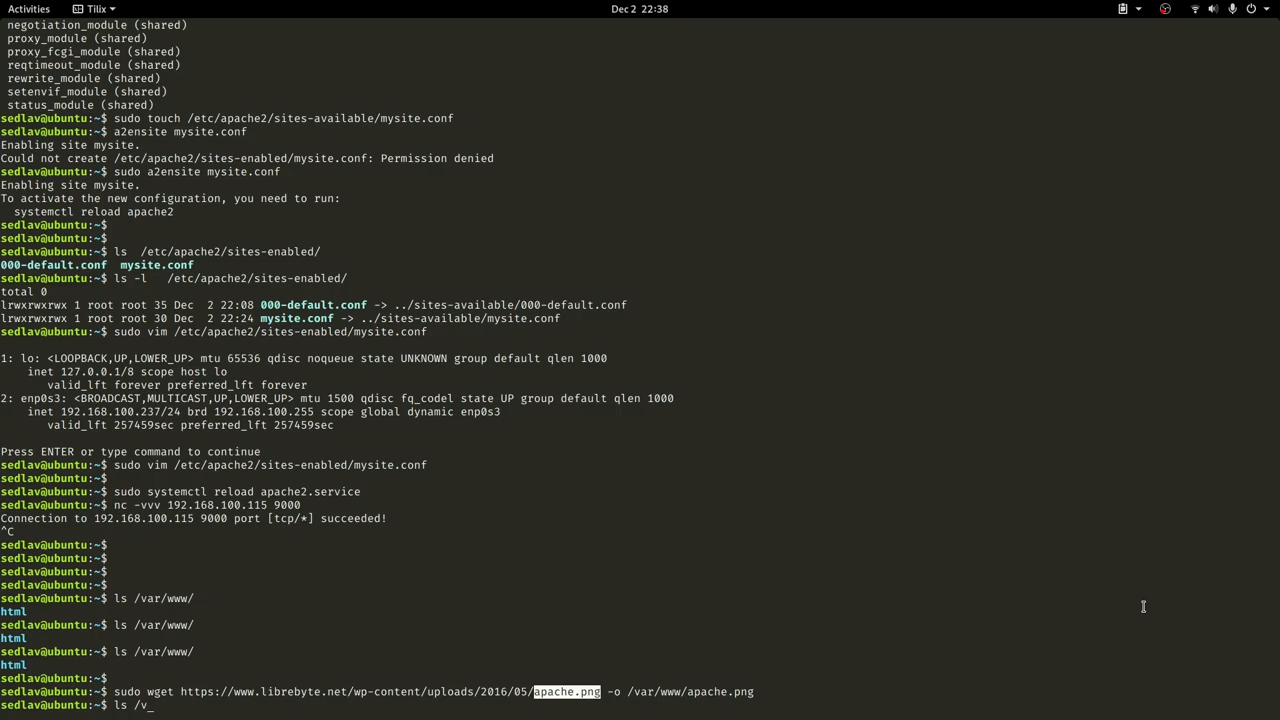 Activities
Tilix
Dec 2 22:38
negotiation_module (shared)
proxy_module (shared)
proxy_fcgi_module (shared)
reqtimeout_module (shared)
rewrite_module (shared)
setenvif_module (shared)
status_module (shared)
sedlav@ubuntu:~$ sudo touch /etc/apache2/sites-available/mysite.conf
sedlav@ubuntu:~$ a2ensite mysite.conf
Enabling site mysite.
Could not create /etc/apache2/sites-enabled/mysite.conf: Permission denied
sedlav@ubuntu:~$ sudo a2ensite mysite.conf
Enabling site mysite.
To activate the new configuration, you need to run:
  systemctl reload apache2
sedlav@ubuntu:~$
sedlav@ubuntu:~$
sedlav@ubuntu:~$ ls  /etc/apache2/sites-enabled/
000-default.conf  mysite.conf
sedlav@ubuntu:~$ ls -l   /etc/apache2/sites-enabled/
total 0
lrwxrwxrwx 1 root root 35 Dec  2 22:08 000-default.conf -> ../sites-available/000-default.conf
lrwxrwxrwx 1 root root 30 Dec  2 22:24 mysite.conf -> ../sites-available/mysite.conf
sedlav@ubuntu:~$ sudo vim /etc/apache2/sites-enabled/mysite.conf
1: lo: <LOOPBACK,UP,LOWER_UP> mtu 65536 qdisc noqueue state UNKNOWN group default qlen 1000
    inet 127.0.0.1/8 scope host lo
       valid_lft forever preferred_lft forever
2: enp0s3: <BROADCAST,MULTICAST,UP,LOWER_UP> mtu 1500 qdisc fq_codel state UP group default qlen 1000
    inet 192.168.100.237/24 brd 192.168.100.255 scope global dynamic enp0s3
       valid_lft 257459sec preferred_lft 257459sec
Press ENTER or type command to continue
sedlav@ubuntu:~$ sudo vim /etc/apache2/sites-enabled/mysite.conf
sedlav@ubuntu:~$
sedlav@ubuntu:~$ sudo systemctl reload apache2.service
sedlav@ubuntu:~$ nc -vvv 192.168.100.115 9000
Connection to 192.168.100.115 9000 port [tcp/*] succeeded!
^C
sedlav@ubuntu:~$
sedlav@ubuntu:~$
sedlav@ubuntu:~$
sedlav@ubuntu:~$
sedlav@ubuntu:~$ ls /var/www/
html
sedlav@ubuntu:~$ ls /var/www/
html
sedlav@ubuntu:~$ ls /var/www/
html
sedlav@ubuntu:~$
sedlav@ubuntu:~$ sudo wget https://www.librebyte.net/wp-content/uploads/2016/05/apache.png -o /var/www/apache.png
sedlav@ubuntu:~$ ls /v_